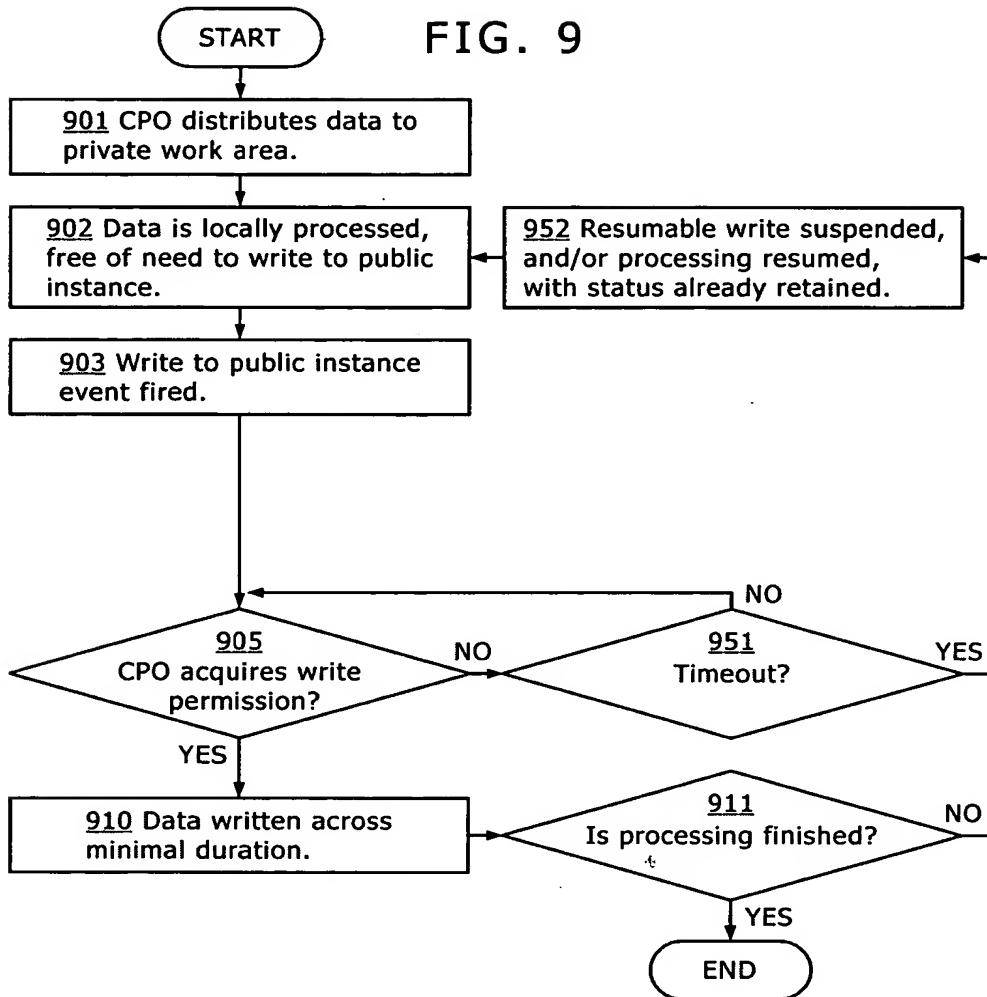 START
FIG. 9
901 CPO distributes data to
private work area.
902 Data is locally processed,
free of need to write to public
instance.
952 Resumable write suspended,
and/or processing resumed,
with status already retained.
903 Write to public instance
event fired.
NO
905
CPO acquires write
permission?
NO
951
Timeout?
YES
YES
910 Data written across
minimal duration.
911
Is processing finished?
NO
YES
END